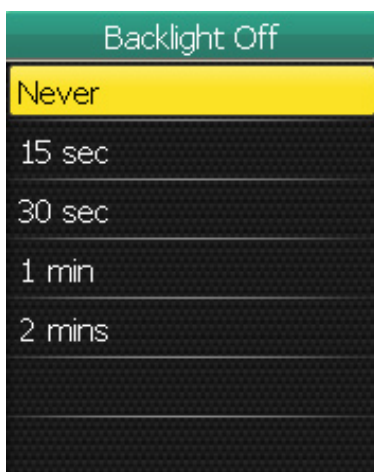 Backlight Off
Never
15 sec
30 sec
1 min
2 mins